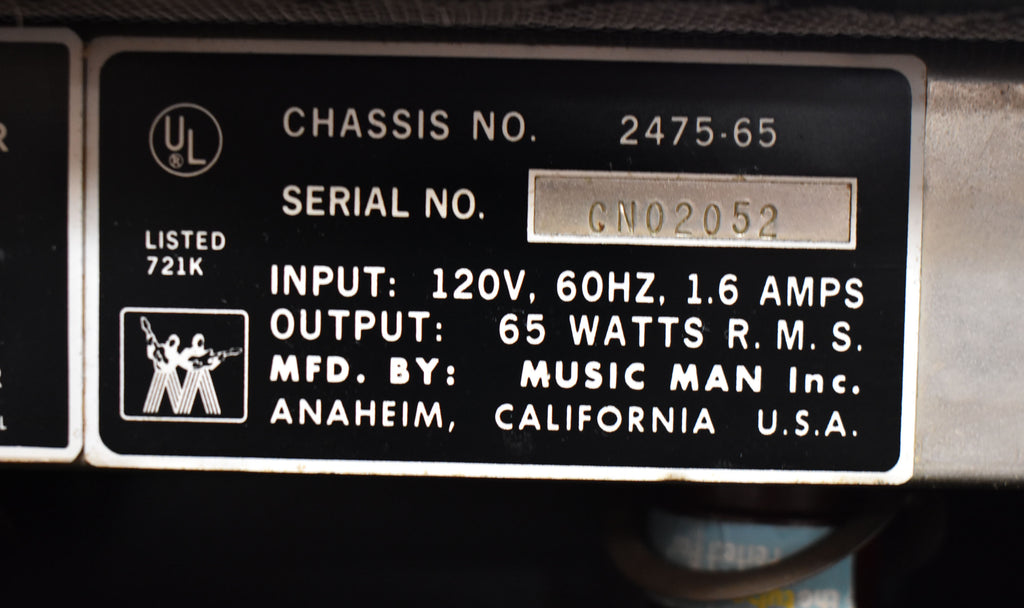 UL
®
CHASSIS NO. 2475-65
SERIAL NO. GN02052
LISTED
721K
INPUT: 120V, 60HZ, 1.6 AMPS
OUTPUT: 65 WATTS R.M.S.
MFD. BY: MUSIC MAN Inc.
ANAHEIM, CALIFORNIA U.S.A.